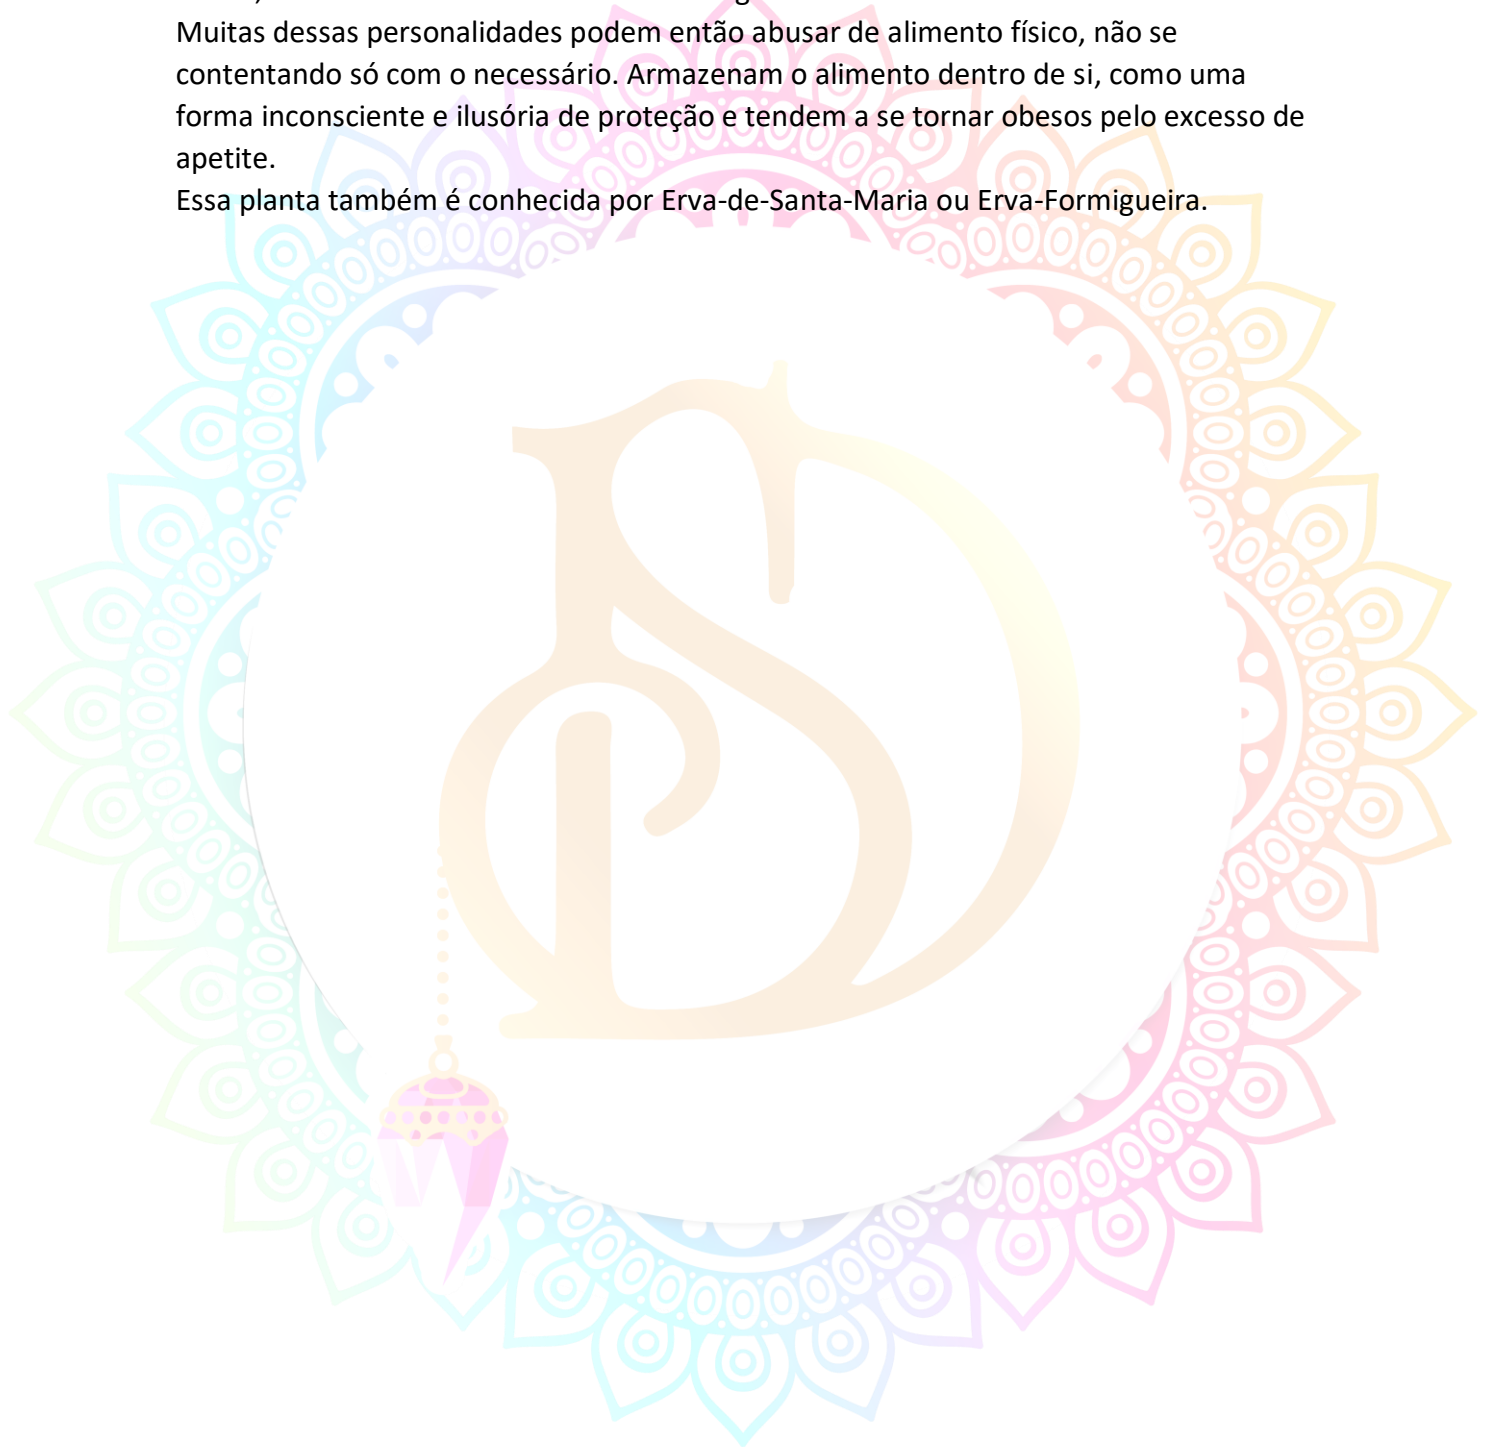 Muitas dessas personalidades podem então abusar de alimento físico, não se
contentando só com o necessário. Armazenam o alimento dentro de si, como uma
forma inconsciente e ilusória de proteção e tendem a se tornar obesos pelo excesso de
apetite.
Essa planta também é conhecida por Erva-de-Santa-Maria ou Erva-Formigueira.